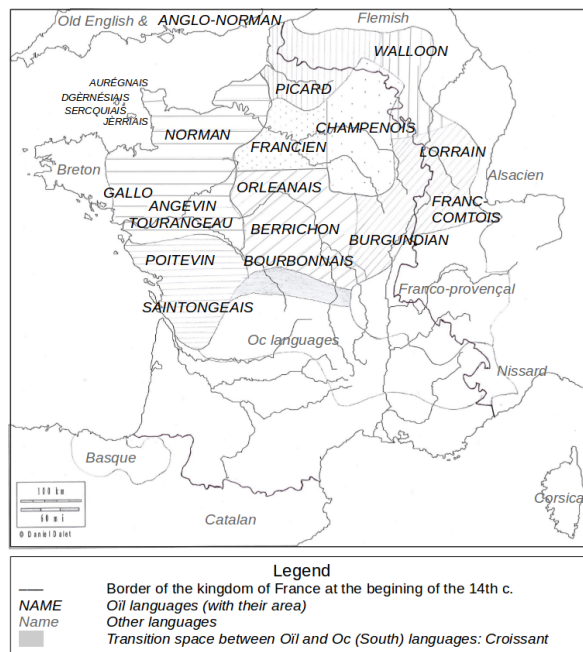 Old English & ANGLO-NORMAN
Flemish
WALLOON
AURÉGNAIS
PICARD
DGÈRNÉSIAIS
SERCQUIAIS
JÈRRIAIS
CHAMPENOIS
NORMAN
FRANCIEN
LORRAIN
Breton
Alsacien
ORLEANAIS
GALLO
FRANC-
COMTOIS
ANGEVIN
TOURANGEAU
BERRICHON
BURGUNDIAN
POITEVIN
BOURBONNAIS
Franco-provençal
SAINTONGEAIS
Oc languages
Nissard
Basque
100 km
60 mi
Corsica
Catalan
© Daniel Dalet
Legend
Border of the kingdom of France at the begining of the 14th c.
NAME Oïl languages (with their area)
Name Other languages
Transition space between Oïl and Oc (South) languages: Croissant